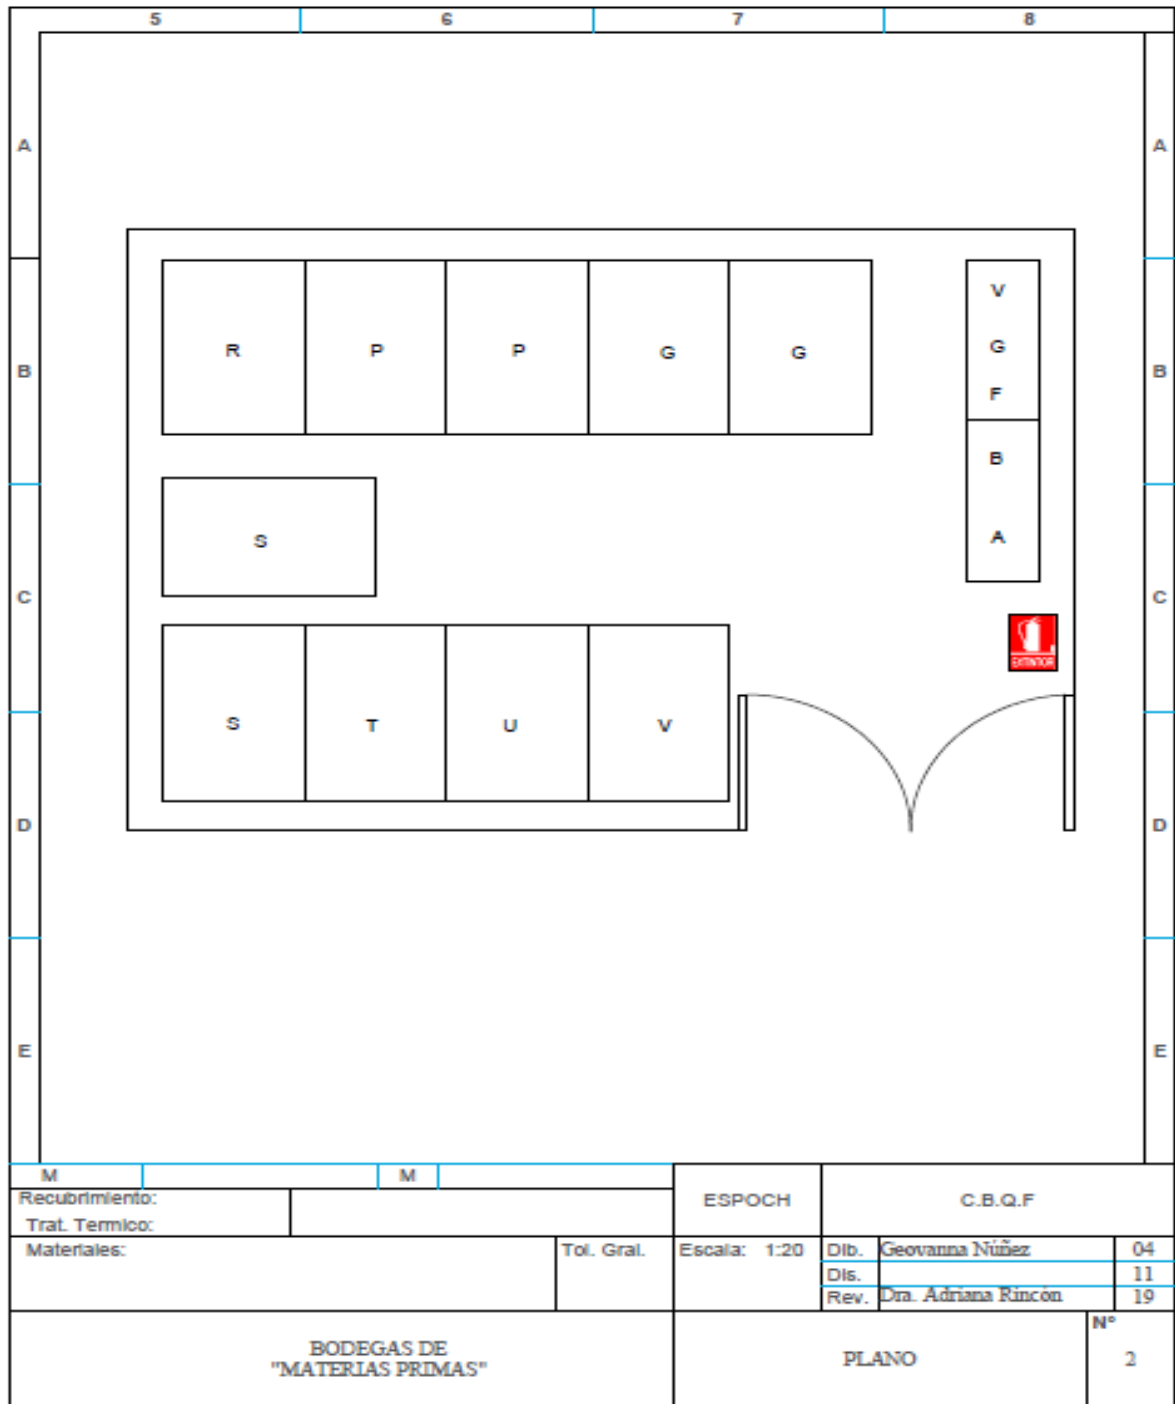 5 6 7 8
A A
V
R P P G G G
B B
F
B
S A
C C
EXTINTOR
S T U V
D D
E E
M M
ESPOCH C.B.Q.F
Recubrimiento:
Trat. Termico:
Materiales: Tol. Gral. Escala: 1:20 Dib. Geovanna Núñez 04
Dis. 11
Rev. Dra. Adriana Rincón 19
Nº
BODEGAS DE
"MATERIAS PRIMAS"
PLANO 2